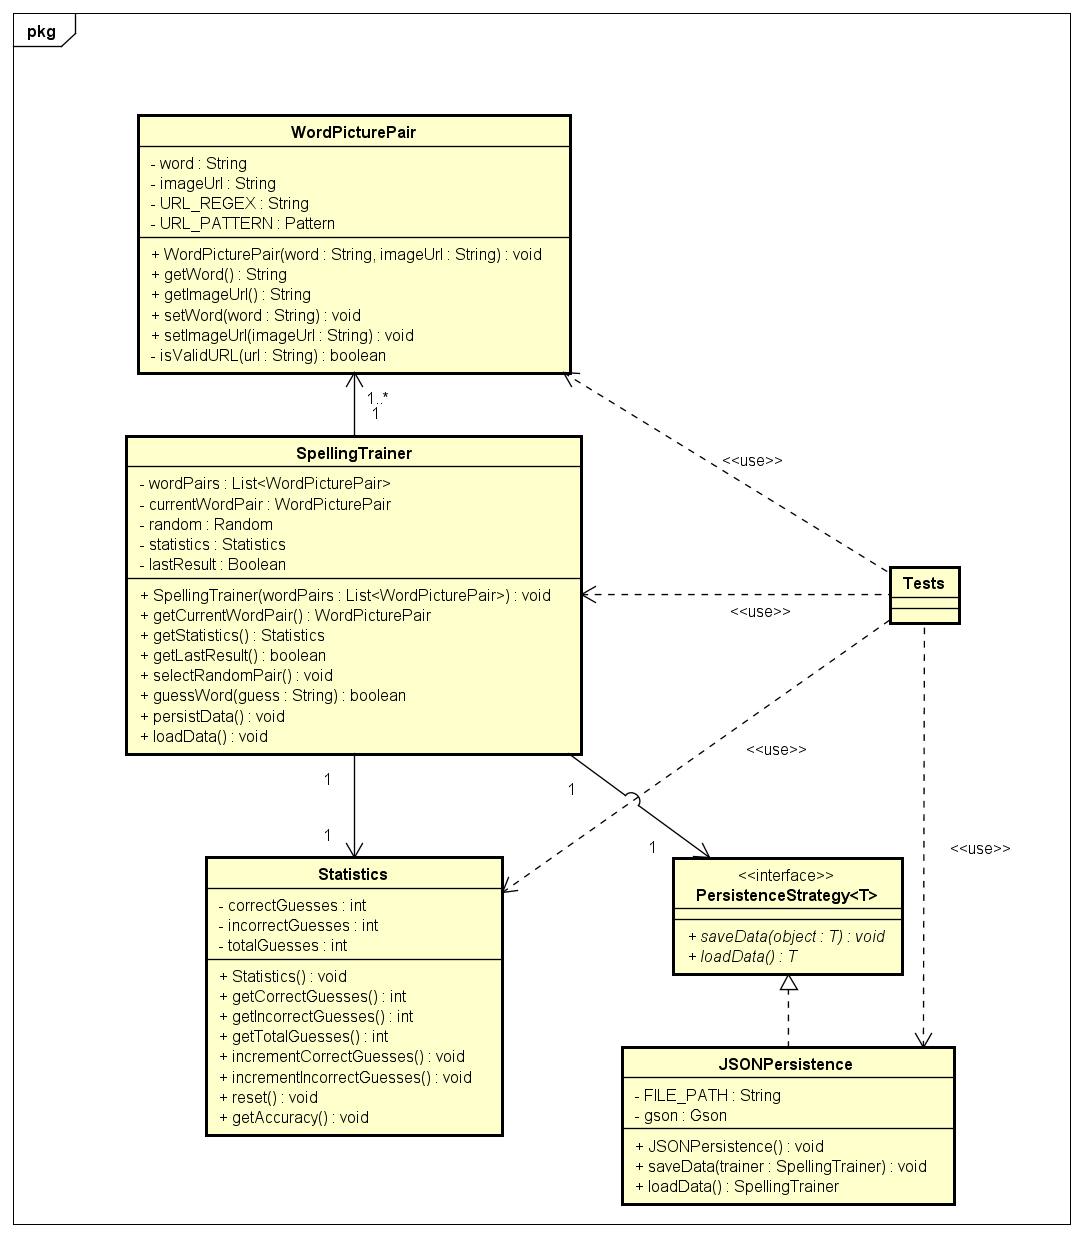 pkg
WordPicturePair
- word : String
- imageUrl : String
- URL_REGEX : String
- URL_PATTERN : Pattern
+ WordPicturePair(word : String, imageUrl : String) : void
+ getWord() : String
+ getImageUrl() : String
+ setWord(word : String) : void
+ setImageUrl(imageUrl : String) : void
- isValidURL(url : String) : boolean
1..*
1
SpellingTrainer
- wordPairs : List<WordPicturePair>
- currentWordPair : WordPicturePair
- random : Random
- statistics : Statistics
- lastResult : Boolean
+ SpellingTrainer(wordPairs : List<WordPicturePair>) : void
+ getCurrentWordPair() : WordPicturePair
+ getStatistics() : Statistics
+ getLastResult() : boolean
+ selectRandomPair() : void
+ guessWord(guess : String) : boolean
+ persistData() : void
+ loadData() : void
<<use>>
Tests
<<use>>
<<use>>
<<use>>
1
1
1
1
Statistics
- correctGuesses : int
- incorrectGuesses : int
- totalGuesses : int
+ Statistics() : void
+ getCorrectGuesses() : int
+ getIncorrectGuesses() : int
+ getTotalGuesses() : int
+ incrementCorrectGuesses() : void
+ incrementIncorrectGuesses() : void
+ reset() : void
+ getAccuracy() : void
<<interface>>
PersistenceStrategy<T>
+ saveData(object : T) : void
+ loadData() : T
JSONPersistence
- FILE_PATH : String
- gson : Gson
+ JSONPersistence() : void
+ saveData(trainer : SpellingTrainer) : void
+ loadData() : SpellingTrainer